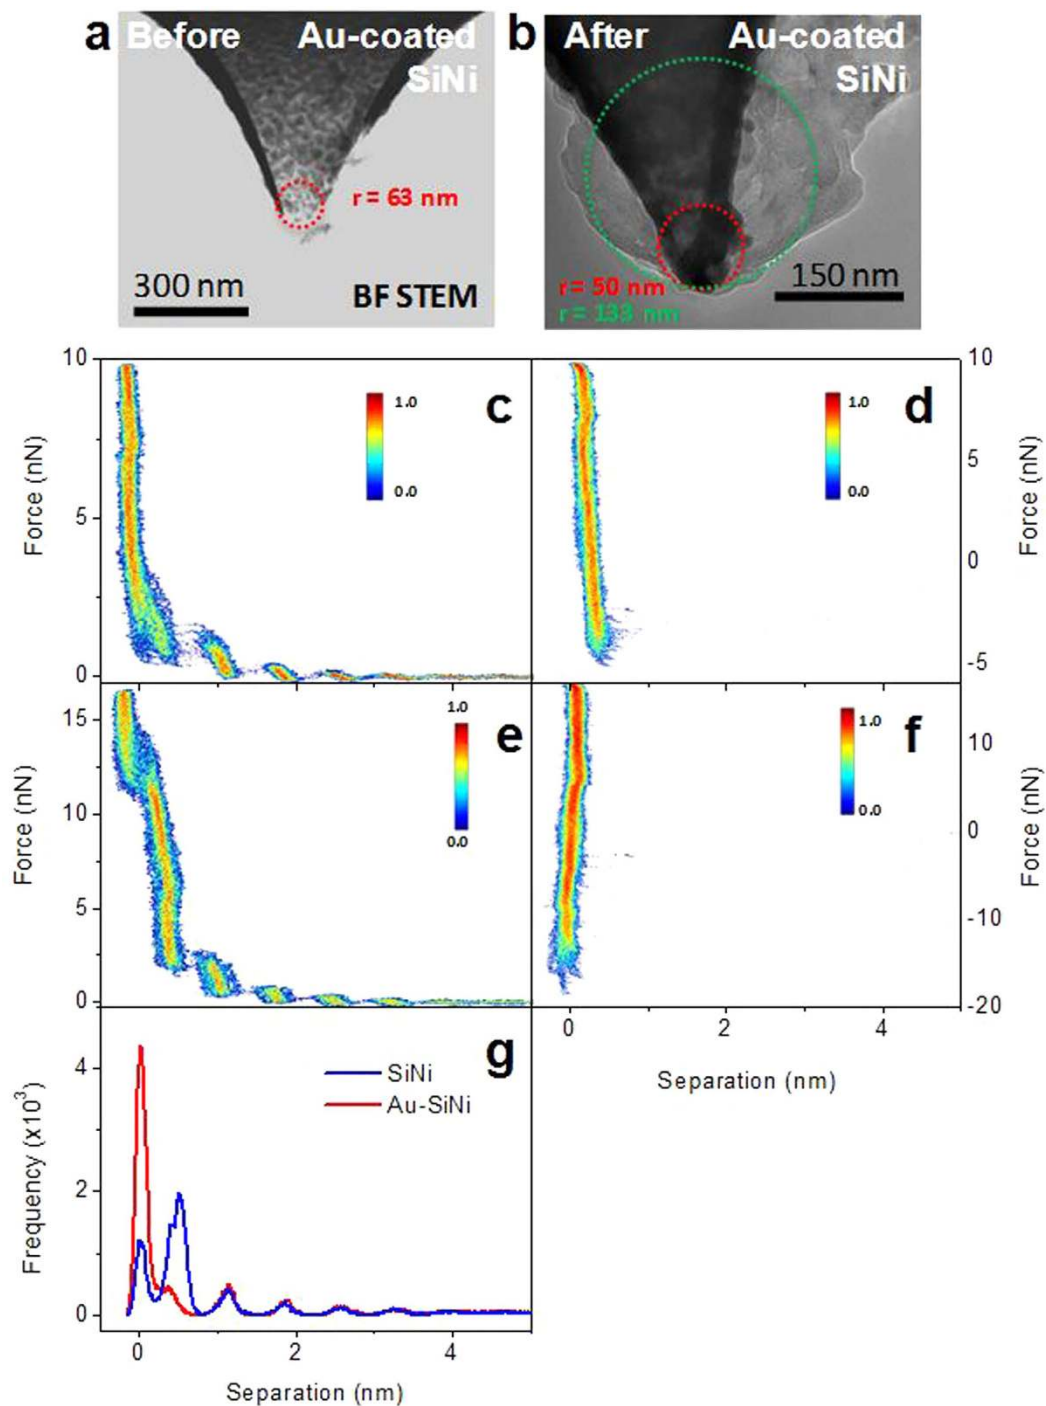 a Before Au-coated SiNi
r = 63 nm
300 nm
BF STEM
b After Au-coated SiNi
r = 50 nm
r = 133 nm
150 nm
10
5
0
Force (nN)
1.0
0.0
c
1.0
0.0
d
10
5
0
-5
Force (nN)
15
10
5
0
Force (nN)
1.0
0.0
e
1.0
0.0
f
10
0
-10
-20
Force (nN)
0 2 4
Separation (nm)
4
2
0
Frequency (x10³)
SiNi
Au-SiNi
g
0 2 4
Separation (nm)